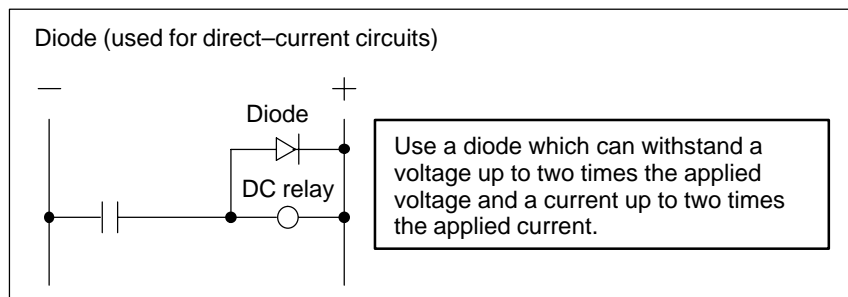 Diode (used for direct–current circuits)
— +
Diode
DC relay
Use a diode which can withstand a
voltage up to two times the applied
voltage and a current up to two times
the applied current.